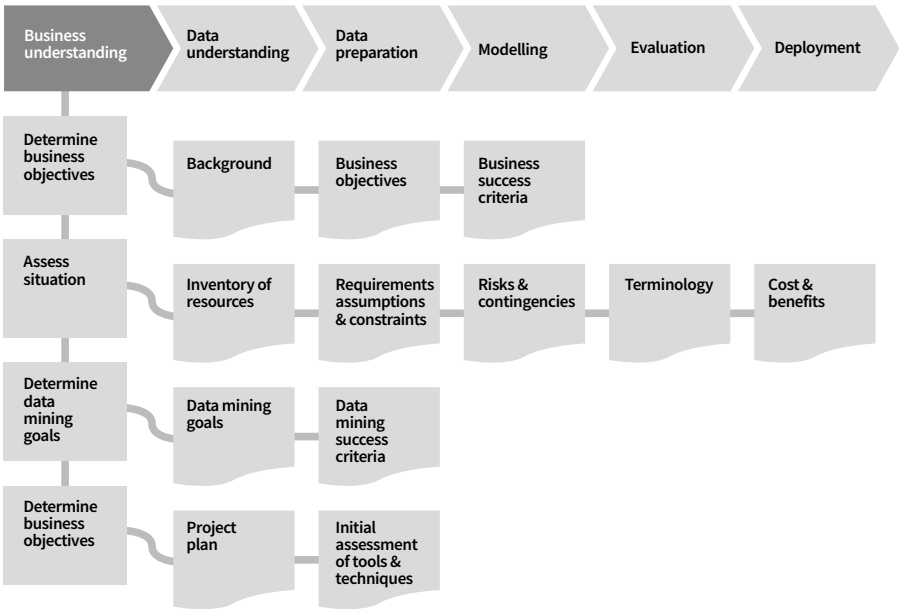 Business
understanding
Data
understanding
Data
preparation
Modelling
Evaluation
Deployment
Determine
business
objectives
Background
Business
objectives
Business
success
criteria
Assess
situation
Inventory of
resources
Requirements
assumptions
& constraints
Risks &
contingencies
Terminology
Cost &
benefits
Determine
data
mining
goals
Data mining
goals
Data
mining
success
criteria
Determine
business
objectives
Project
plan
Initial
assessment
of tools &
techniques